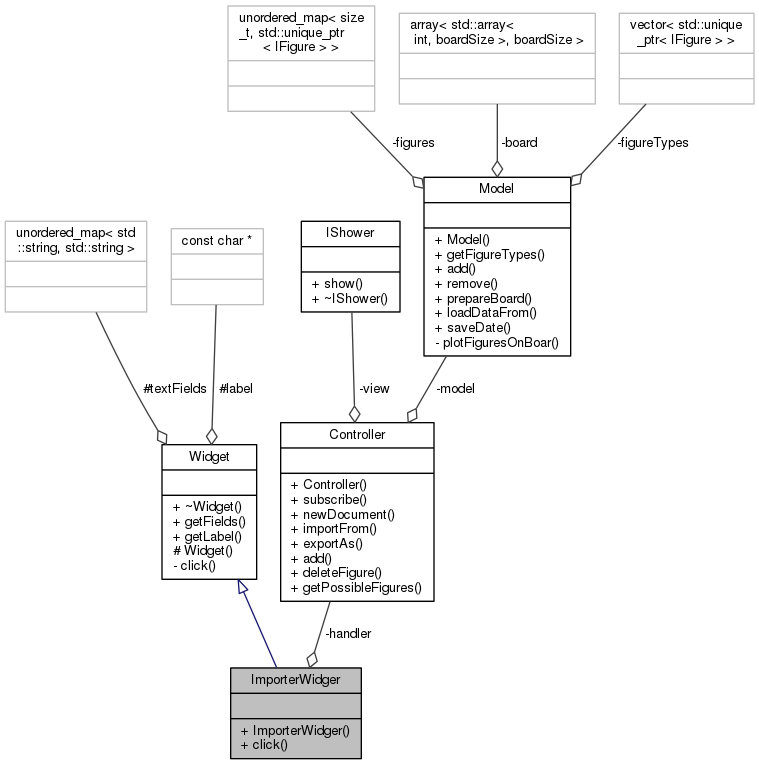 unordered_map< size
_t, std::unique_ptr
< IFigure > >
array< std::array<
int, boardSize >, boardSize >
vector< std::unique
_ptr< IFigure > >
-figures
-board
-figureTypes
Model
+ Model()
+ getFigureTypes()
+ add()
+ remove()
+ prepareBoard()
+ loadDataFrom()
+ saveDate()
- plotFiguresOnBoar()
unordered_map< std
::string, std::string >
const char *
IShower
+ show()
+ ~IShower()
#textFields
#label
-view
-model
Widget
+ ~Widget()
+ getFields()
+ getLabel()
# Widget()
- click()
Controller
+ Controller()
+ subscribe()
+ newDocument()
+ importFrom()
+ exportAs()
+ add()
+ deleteFigure()
+ getPossibleFigures()
-handler
ImporterWidger
+ ImporterWidger()
+ click()